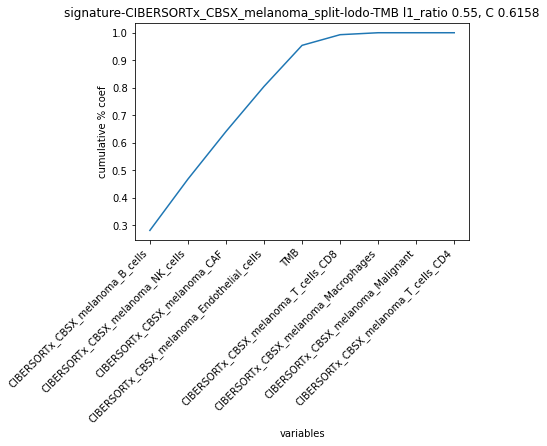 signature-CIBERSORTx_CBSX_melanoma_split-lodo-TMB l1_ratio 0.55, C 0.6158
1.0
0.9
0.8
0.7
0.6
0.5
0.4
0.3
cumulative % coef
CIBERSORTx_CBSX_melanoma_B_cells
CIBERSORTx_CBSX_melanoma_NK_cells
CIBERSORTx_CBSX_melanoma_CAF
CIBERSORTx_CBSX_melanoma_Endothelial_cells
TMB
CIBERSORTx_CBSX_melanoma_T_cells_CD8
CIBERSORTx_CBSX_melanoma_Macrophages
CIBERSORTx_CBSX_melanoma_Malignant
CIBERSORTx_CBSX_melanoma_T_cells_CD4
variables